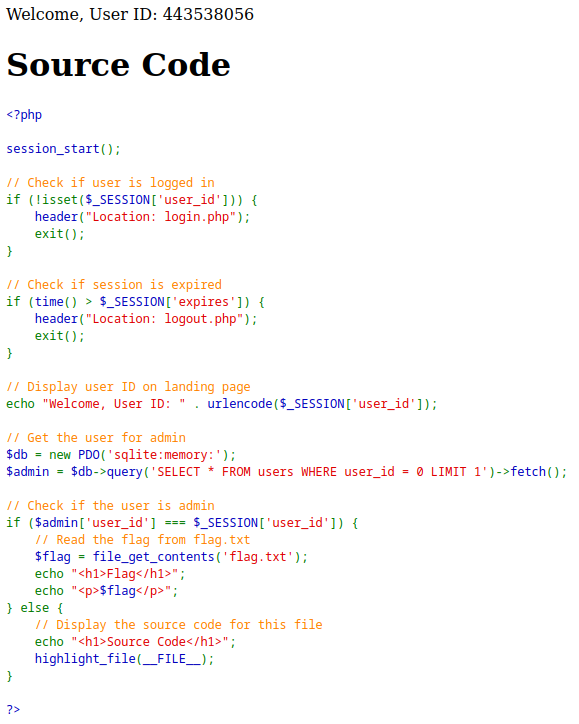 Welcome, User ID: 443538056
Source Code
<?php
session_start();
// Check if user is logged in
if (!isset($_SESSION['user_id'])) {
    header("Location: login.php");
    exit();
}
// Check if session is expired
if (time() > $_SESSION['expires']) {
    header("Location: logout.php");
    exit();
}
// Display user ID on landing page
echo "Welcome, User ID: " . urlencode($_SESSION['user_id']);
// Get the user for admin
$db = new PDO('sqlite:memory:');
$admin = $db->query('SELECT * FROM users WHERE user_id = 0 LIMIT 1')->fetch();
// Check if the user is admin
if ($admin['user_id'] === $_SESSION['user_id']) {
    // Read the flag from flag.txt
    $flag = file_get_contents('flag.txt');
    echo "<h1>Flag</h1>";
    echo "<p>$flag</p>";
} else {
    // Display the source code for this file
    echo "<h1>Source Code</h1>";
    highlight_file(__FILE__);
}
?>